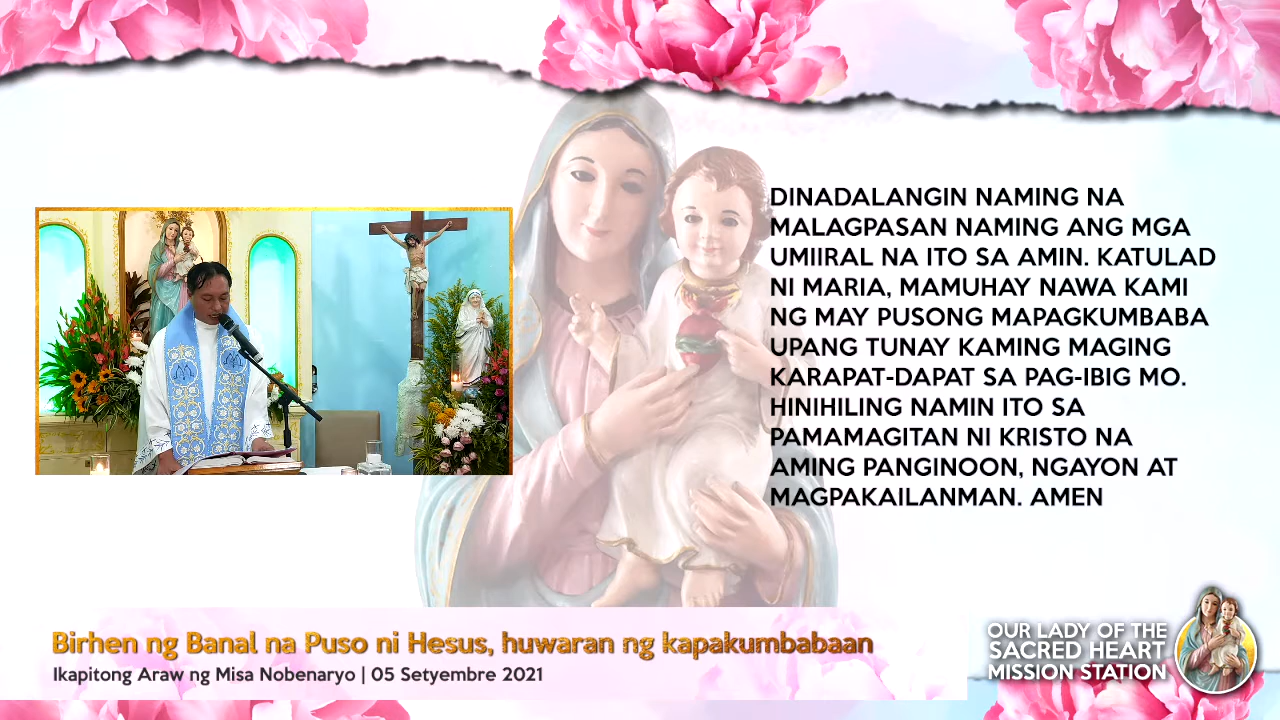 DINADALANGIN NAMING NA
MALAGPASAN NAMING ANG MGA
UMIIRAL NA ITO SA AMIN. KATULAD
NI MARIA, MAMUHAY NAWA KAMI
NG MAY PUSONG MAPAGKUMBABA
UPANG TUNAY KAMING MAGING
KARAPAT-DAPAT SA PAG-IBIG MO.
HINIHILING NAMIN ITO SA
PAMAMAGITAN NI KRISTO NA
AMING PANGINOON, NGAYON AT
MAGPAKAILANMAN. AMEN
Birhen ng Banal na Puso ni Hesus, huwaran ng kapakumbabaan
Ikapitong Araw ng Misa Nobenaryo | 05 Setyembre 2021
OUR LADY OF THE
SACRED HEART
MISSION STATION